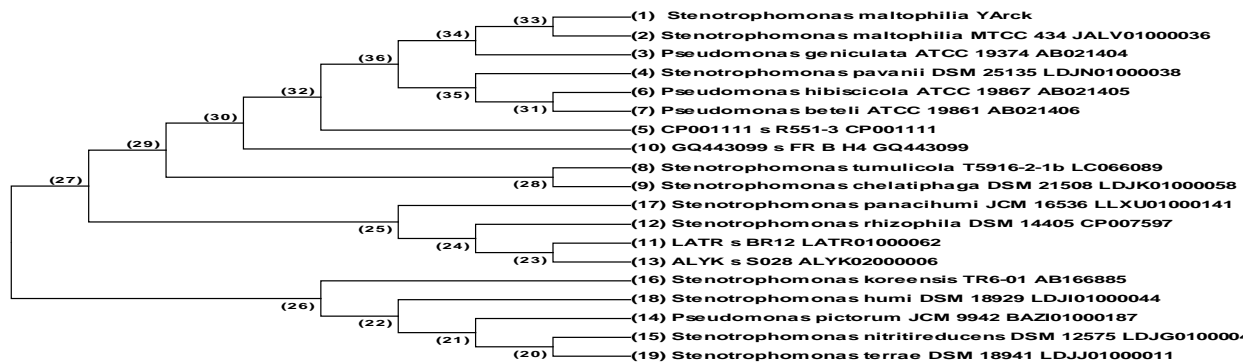 (1) Stenotrophomonas maltophilia YArck
(33)
(2) Stenotrophomonas maltophilia MTCC 434 JALV01000036
(34)
(3) Pseudomonas geniculata ATCC 19374 AB021404
(36)
(4) Stenotrophomonas pavanii DSM 25135 LDJN01000038
(35)
(6) Pseudomonas hibiscicola ATCC 19867 AB021405
(32)
(31)
(7) Pseudomonas beteli ATCC 19861 AB021406
(30)
(5) CP001111 s R551-3 CP001111
(29)
(10) GQ443099 s FR B H4 GQ443099
(8) Stenotrophomonas tumulicola T5916-2-1b LC066089
(27)
(28)
(9) Stenotrophomonas chelatiphaga DSM 21508 LDJK01000058
(17) Stenotrophomonas panacihumi JCM 16536 LLXU01000141
(25)
(12) Stenotrophomonas rhizophila DSM 14405 CP007597
(24)
(11) LATR s BR12 LATR01000062
(23)
(13) ALYK s S028 ALYK02000006
(16) Stenotrophomonas koreensis TR6-01 AB166885
(26)
(18) Stenotrophomonas humi DSM 18929 LDJI01000044
(22)
(14) Pseudomonas pictorum JCM 9942 BAZI01000187
(21)
(15) Stenotrophomonas nitritireducens DSM 12575
(20)
(19) Stenotrophomonas terrae DSM 18941 LDJJ01000011